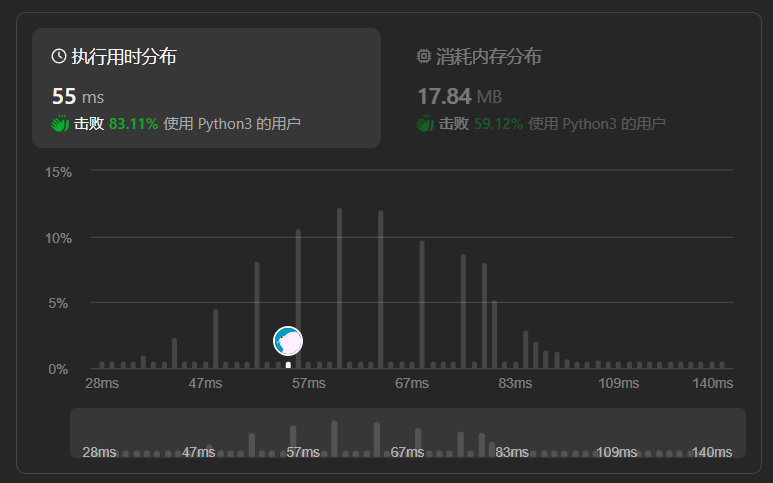 执行用时分布
55 ms
击败 83.11% 使用 Python3 的用户
消耗内存分布
17.84 MB
击败 59.12% 使用 Python3 的用户
15%
10%
5%
0%
28ms 47ms 57ms 67ms 83ms 109ms 140ms
28ms 47ms 57ms 67ms 83ms 109ms 140ms